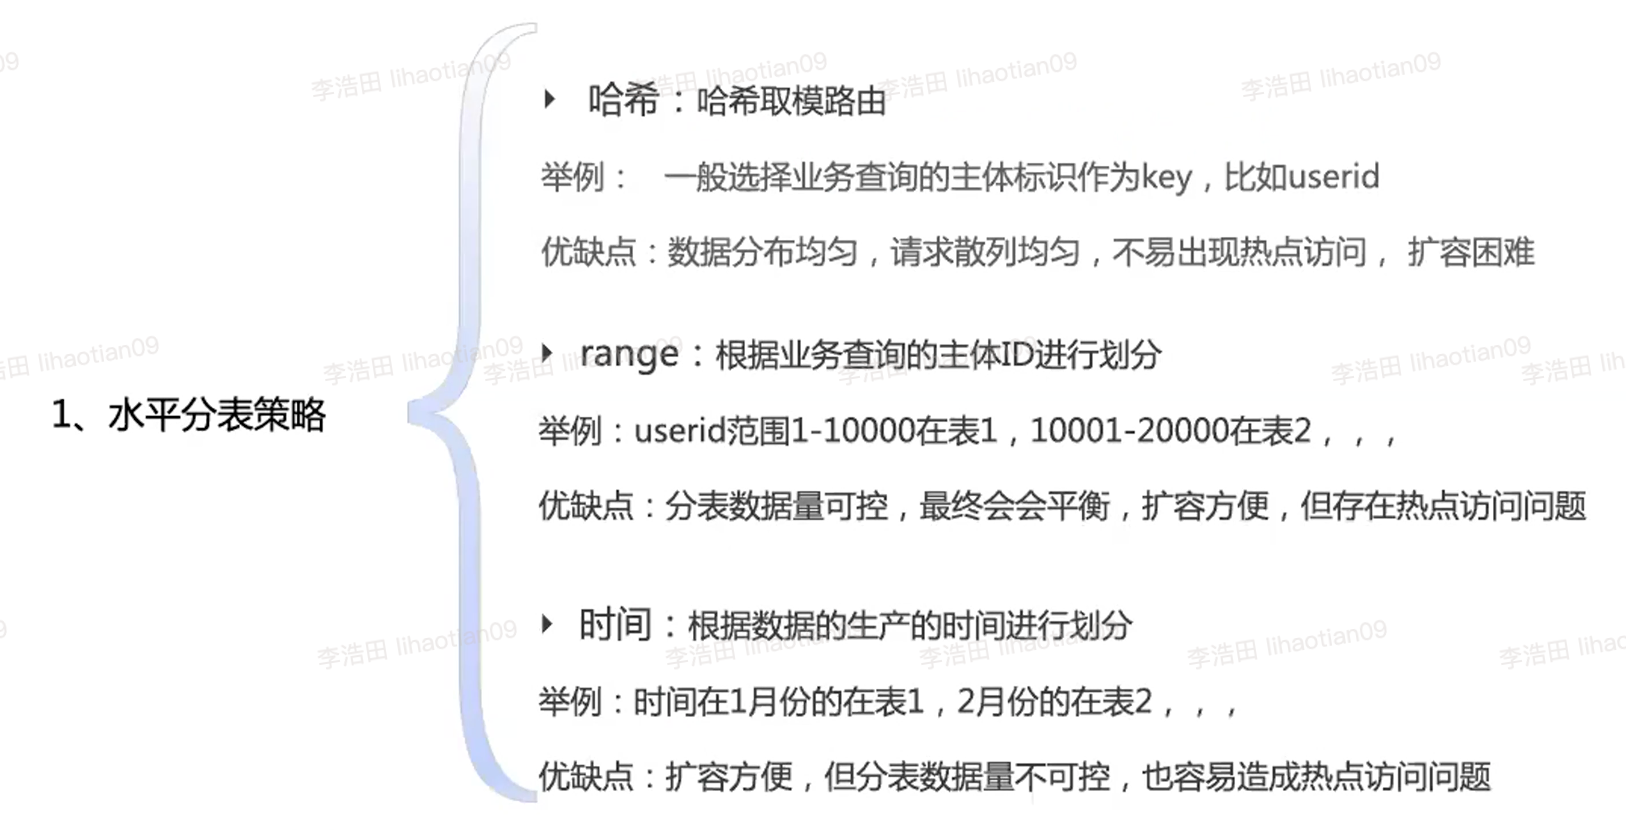 1、水平分表策略
哈希：哈希取模路由
举例： 一般选择业务查询的主体标识作为key，比如userid
优缺点：数据分布均匀，请求散列均匀，不易出现热点访问， 扩容困难
range：根据业务查询的主体ID进行划分
举例：userid范围1-10000在表1，10001-20000在表2，，，
优缺点：分表数据量可控，最终会会平衡，扩容方便，但存在热点访问问题
时间：根据数据的生产的时间进行划分
举例：时间在1月份的在表1，2月份的在表2，，，
优缺点：扩容方便，但分表数据量不可控，也容易造成热点访问问题
李浩田 lihaotian09